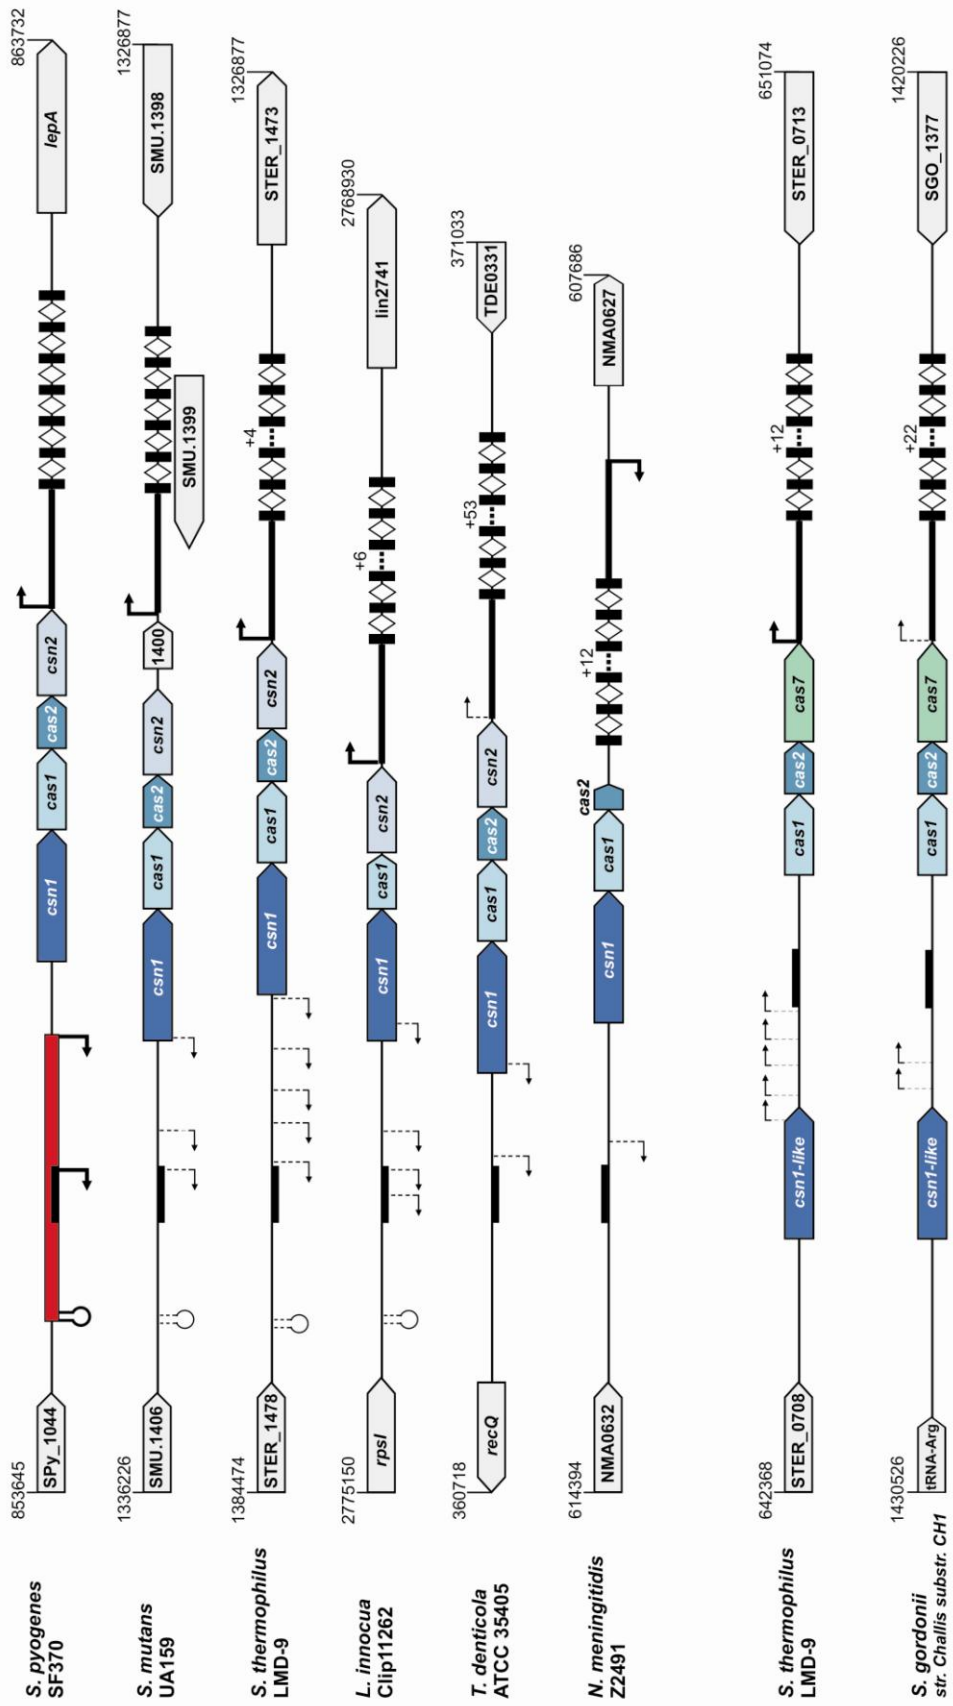 S. pyogenes
SF370
853645
863732
SPy_1044
csn1
cas1
cas2
csn2
lepA
S. mutans
UA159
1336226
1326877
SMU.1406
csn1
cas1
cas2
csn2
1400
SMU.1399
SMU.1398
S. thermophilus
LMD-9
1384474
1326877
STER_1478
csn1
cas1
cas2
csn2
+4
STER_1473
L. innocua
Clip11262
2775150
2768930
rpsI
csn1
cas1
csn2
+6
lin2741
T. denticola
ATCC 35405
360718
371033
recQ
csn1
cas1
cas2
csn2
+53
TDE0331
N. meningitidis
Z2491
614394
607686
NMA0632
csn1
cas1
cas2
+12
NMA0627
S. thermophilus
LMD-9
642368
651074
STER_0708
csn1-like
cas1
cas2
cas7
+12
STER_0713
S. gordonii
str. Challis substr. CH1
1430526
1420226
tRNA-Arg
csn1-like
cas1
cas2
cas7
+22
SGO_1377